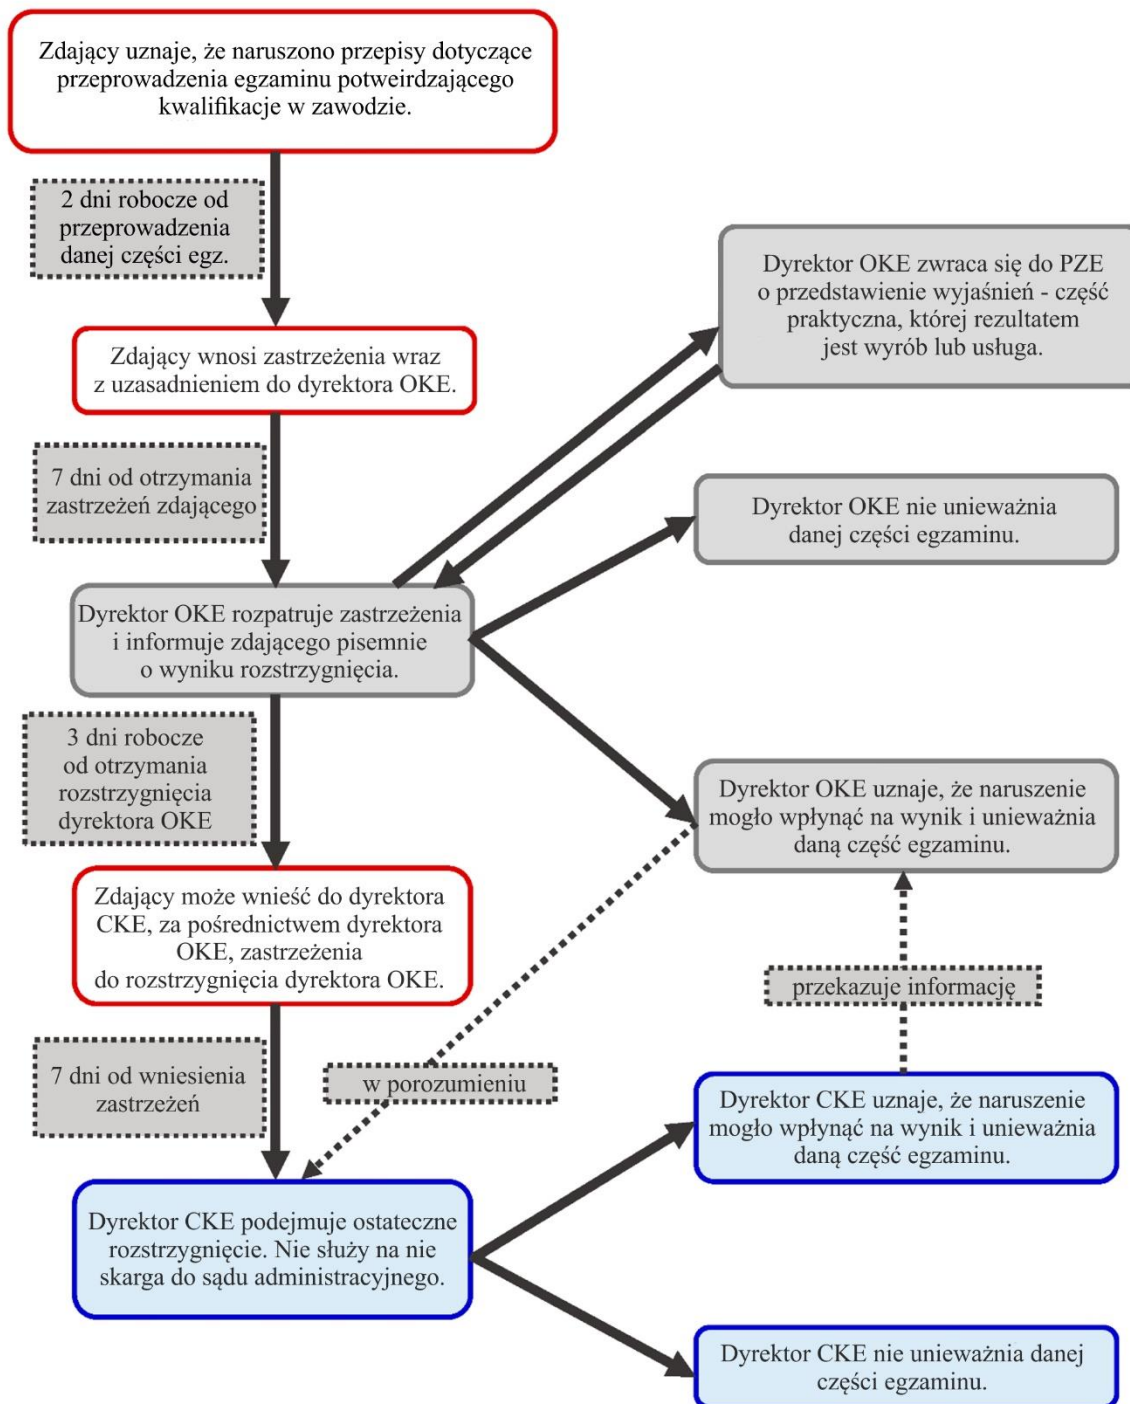 Zdający uznaje, że naruszono przepisy dotyczące
przeprowadzenia egzaminu potweirdzającego
kwalifikacje w zawodzie.
2 dni robocze od
przeprowadzenia
danej części egz.
Dyrektor OKE zwraca się do PZE
o przedstawienie wyjaśnień - część
praktyczna, której rezultatem
jest wyrób lub usługa.
Zdający wnosi zastrzeżenia wraz
z uzasadnieniem do dyrektora OKE.
7 dni od otrzymania
zastrzeżeń zdającego
Dyrektor OKE nie unieważnia
danej części egzaminu.
Dyrektor OKE rozpatruje zastrzeżenia
i informuje zdającego pisemnie
o wyniku rozstrzygnięcia.
3 dni robocze
od otrzymania
rozstrzygnięcia
dyrektora OKE
Dyrektor OKE uznaje, że naruszenie
mogło wpłynąć na wynik i unieważnia
daną część egzaminu.
Zdający może wnieść do dyrektora
CKE, za pośrednictwem dyrektora
OKE, zastrzeżenia
do rozstrzygnięcia dyrektora OKE.
przekazuje informację
7 dni od wniesienia
zastrzeżeń
w porozumieniu
Dyrektor CKE uznaje, że naruszenie
mogło wpłynąć na wynik i unieważnia
daną część egzaminu.
Dyrektor CKE podejmuje ostateczne
rozstrzygnięcie. Nie służy na nie
skarga do sądu administracyjnego.
Dyrektor CKE nie unieważnia danej
części egzaminu.